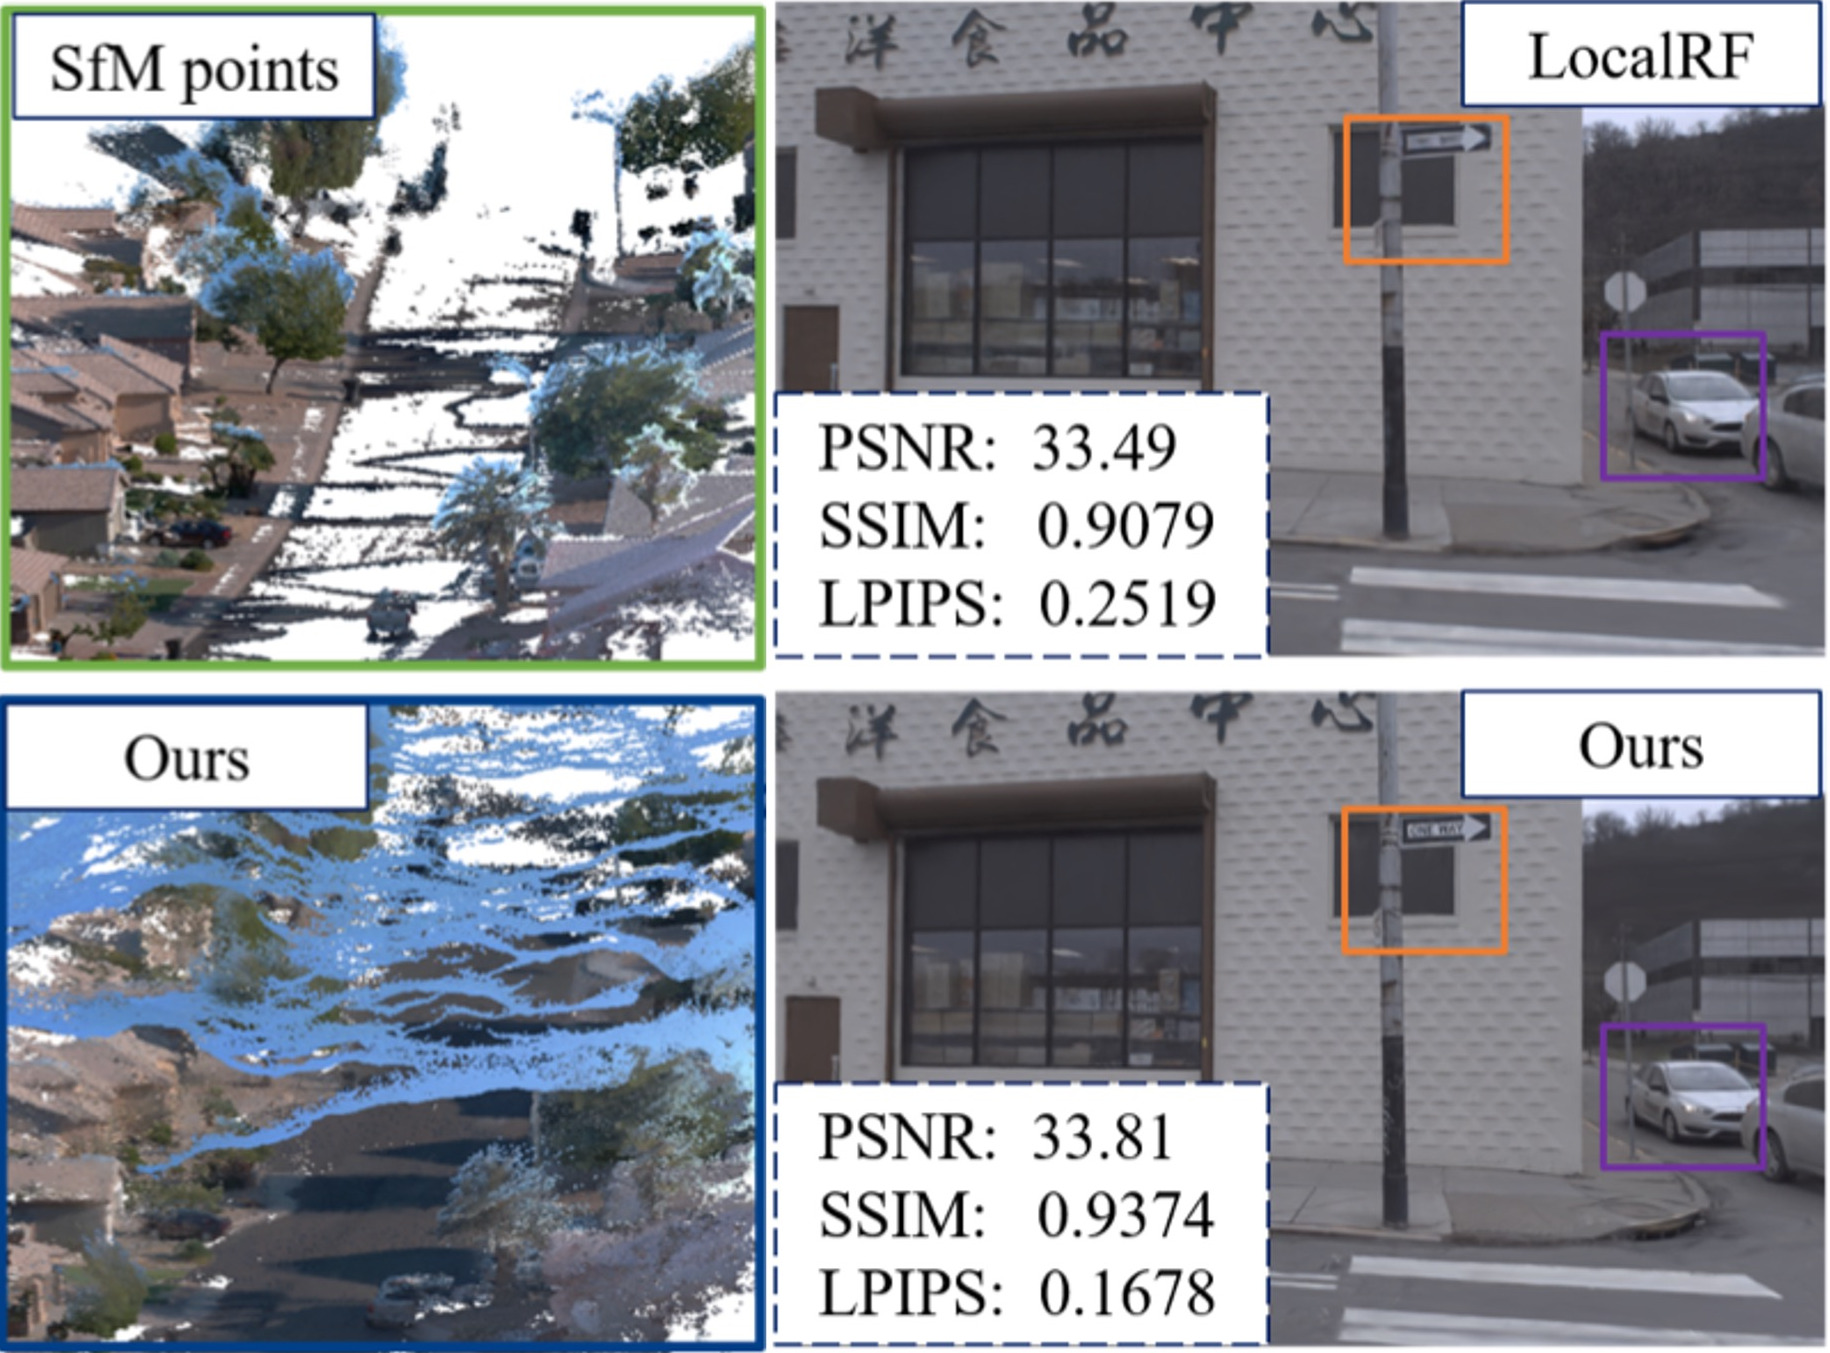 SfM points
LocalRF
洋食品中心
PSNR: 33.49
SSIM: 0.9079
LPIPS: 0.2519
Ours
Ours
洋食品中心
ONE WAY
PSNR: 33.81
SSIM: 0.9374
LPIPS: 0.1678